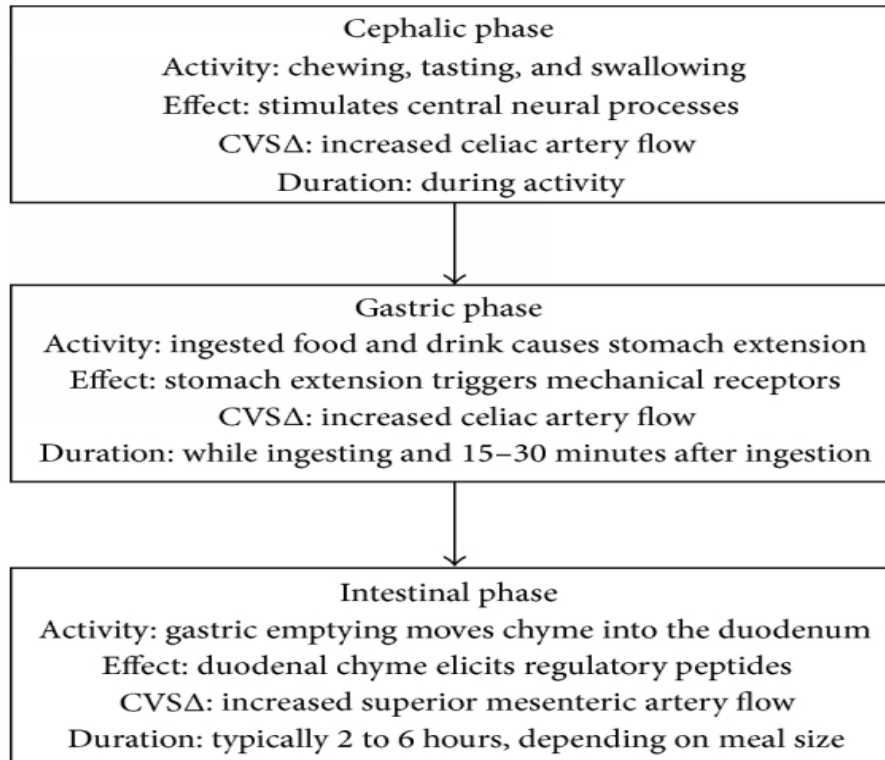 Cephalic phase
Activity: chewing, tasting, and swallowing
Effect: stimulates central neural processes
CVSΔ: increased celiac artery flow
Duration: during activity
Gastric phase
Activity: ingested food and drink causes stomach extension
Effect: stomach extension triggers mechanical receptors
CVSΔ: increased celiac artery flow
Duration: while ingesting and 15–30 minutes after ingestion
Intestinal phase
Activity: gastric emptying moves chyme into the duodenum
Effect: duodenal chyme elicits regulatory peptides
CVSΔ: increased superior mesenteric artery flow
Duration: typically 2 to 6 hours, depending on meal size